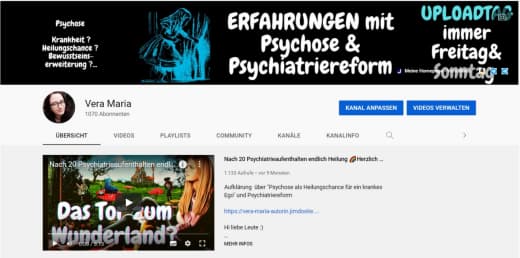 Psychose
Krankheit ?
Heilungschance ?
Bewusstseins-
erweiterung ?...
ERFAHRUNGEN mit
Psychose &
Psychiatriereform
UPLOADTAG
immer
Freitag&
Sonntag
Vera Maria
1070 Abonnenten
KANAL ANPASSEN
VIDEOS VERWALTEN
ÜBERSICHT
VIDEOS
PLAYLISTS
COMMUNITY
KANÄLE
KANALINFO
Nach 20 Psychiatrieaufenthalten endl...
Das Tor zum
Wunderland?
Nach 20 Psychiatrieaufenthalten endlich Heilung 🌈Herzlich ...
1.133 Aufrufe • vor 9 Monaten
Aufklärung über "Psychose als Heilungschance für ein krankes
Ego" und Psychiatriereform
https://vera-maria-autorin.jimdosite....
Hi liebe Leute :)
...
MEHR INFOS